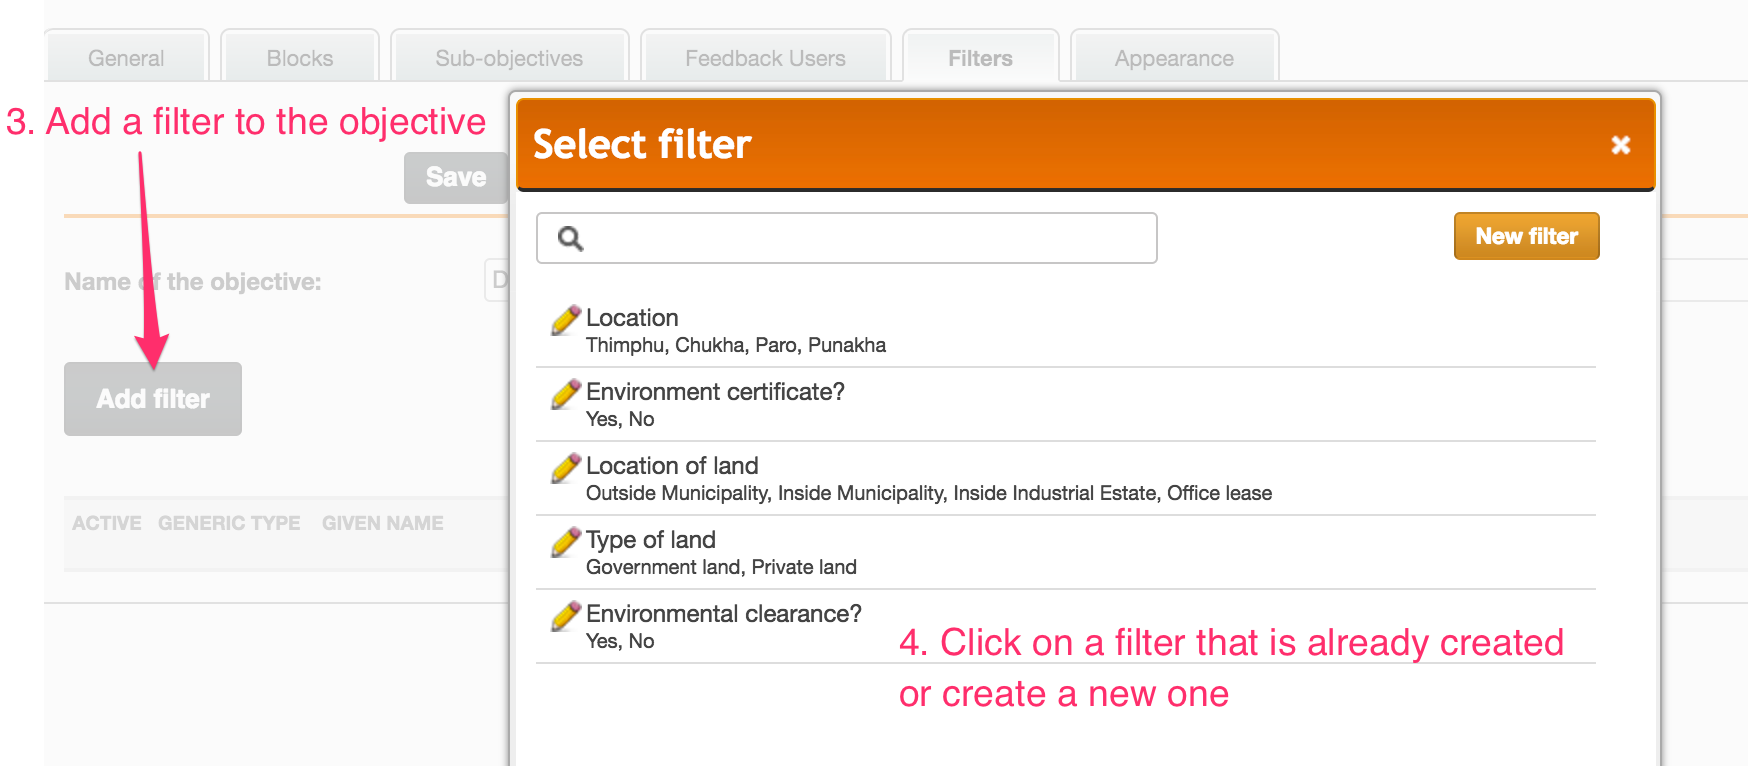 General
Blocks
Sub-objectives
Feedback Users
Filters
Appearance
3. Add a filter to the objective
Select filter
Save
New filter
Name of the objective:
D
Location
Thimphu, Chukha, Paro, Punakha
Add filter
Environment certificate?
Yes, No
Location of land
Outside Municipality, Inside Municipality, Inside Industrial Estate, Office lease
ACTIVE GENERIC TYPE GIVEN NAME
Type of land
Government land, Private land
Environmental clearance?
Yes, No
4. Click on a filter that is already created
or create a new one